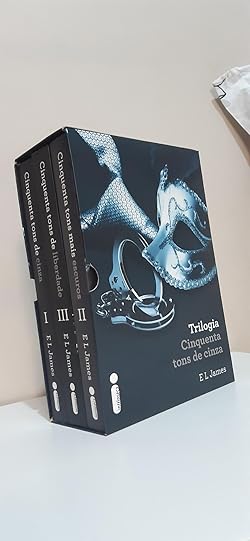 Cinquenta tons de cinza
I
E L James
Cinquenta tons de liberdade
III
E L James
Cinquenta tons mais escuros
II
E L James
Trilogia
Cinquenta
tons de cinza
E L James